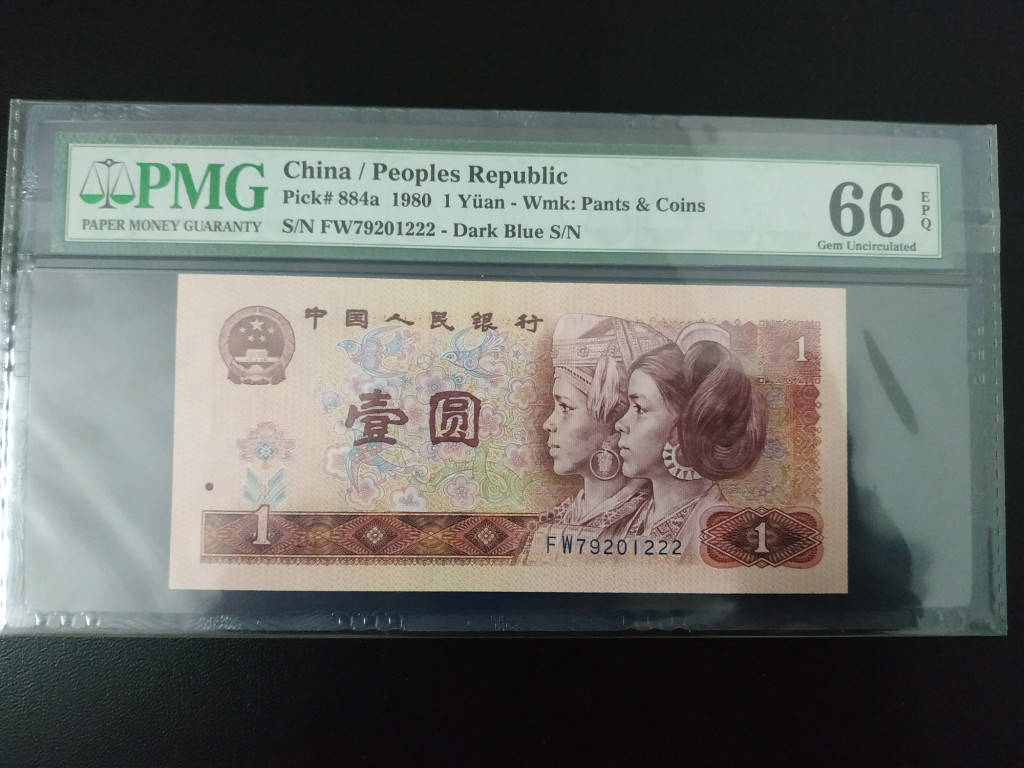 PMG
PAPER MONEY GUARANTY
China / Peoples Republic
Pick# 884a 1980 1 Yüan - Wmk: Pants & Coins
S/N FW79201222 - Dark Blue S/N
66
EPQ
Gem Uncirculated
中国人民银行
1
壹圆
1
FW79201222
1